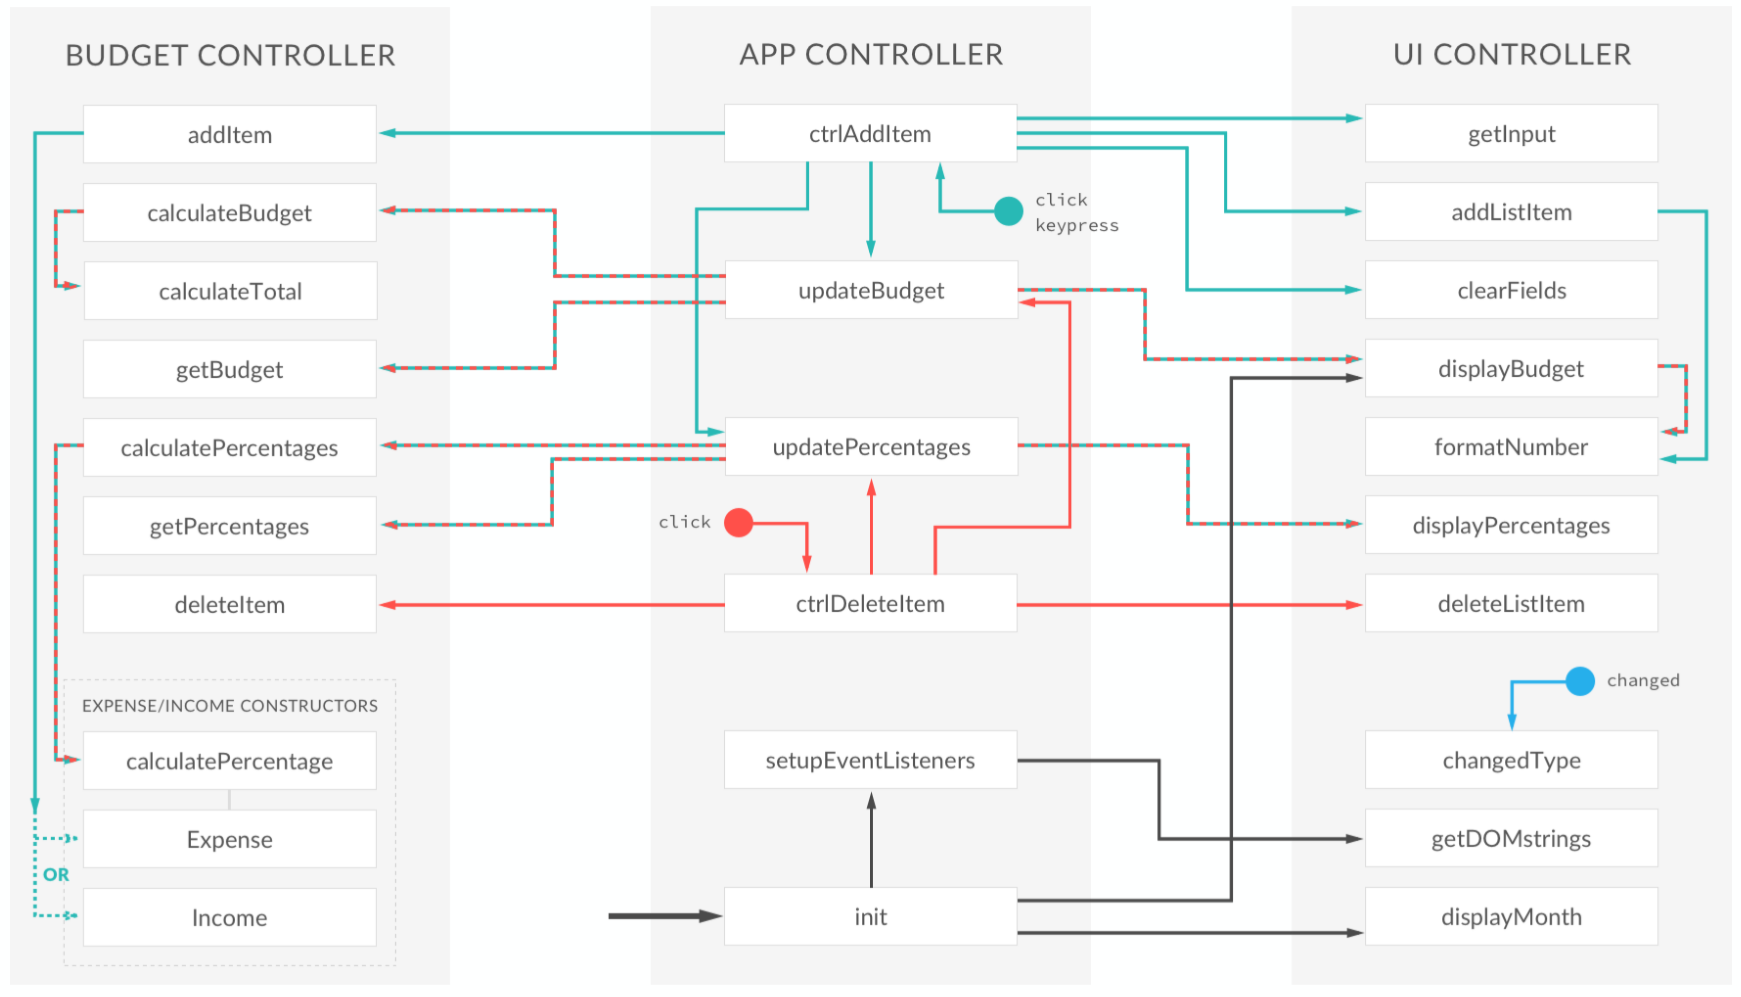 BUDGET CONTROLLER
addItem
calculateBudget
calculateTotal
getBudget
calculatePercentages
getPercentages
deleteItem
EXPENSE/INCOME CONSTRUCTORS
calculatePercentage
Expense
OR
Income
APP CONTROLLER
ctrlAddItem
click
keypress
updateBudget
updatePercentages
click
ctrlDeleteItem
setupEventListeners
init
UI CONTROLLER
getInput
addListItem
clearFields
displayBudget
formatNumber
displayPercentages
deleteListItem
changed
changedType
getDOMstrings
displayMonth